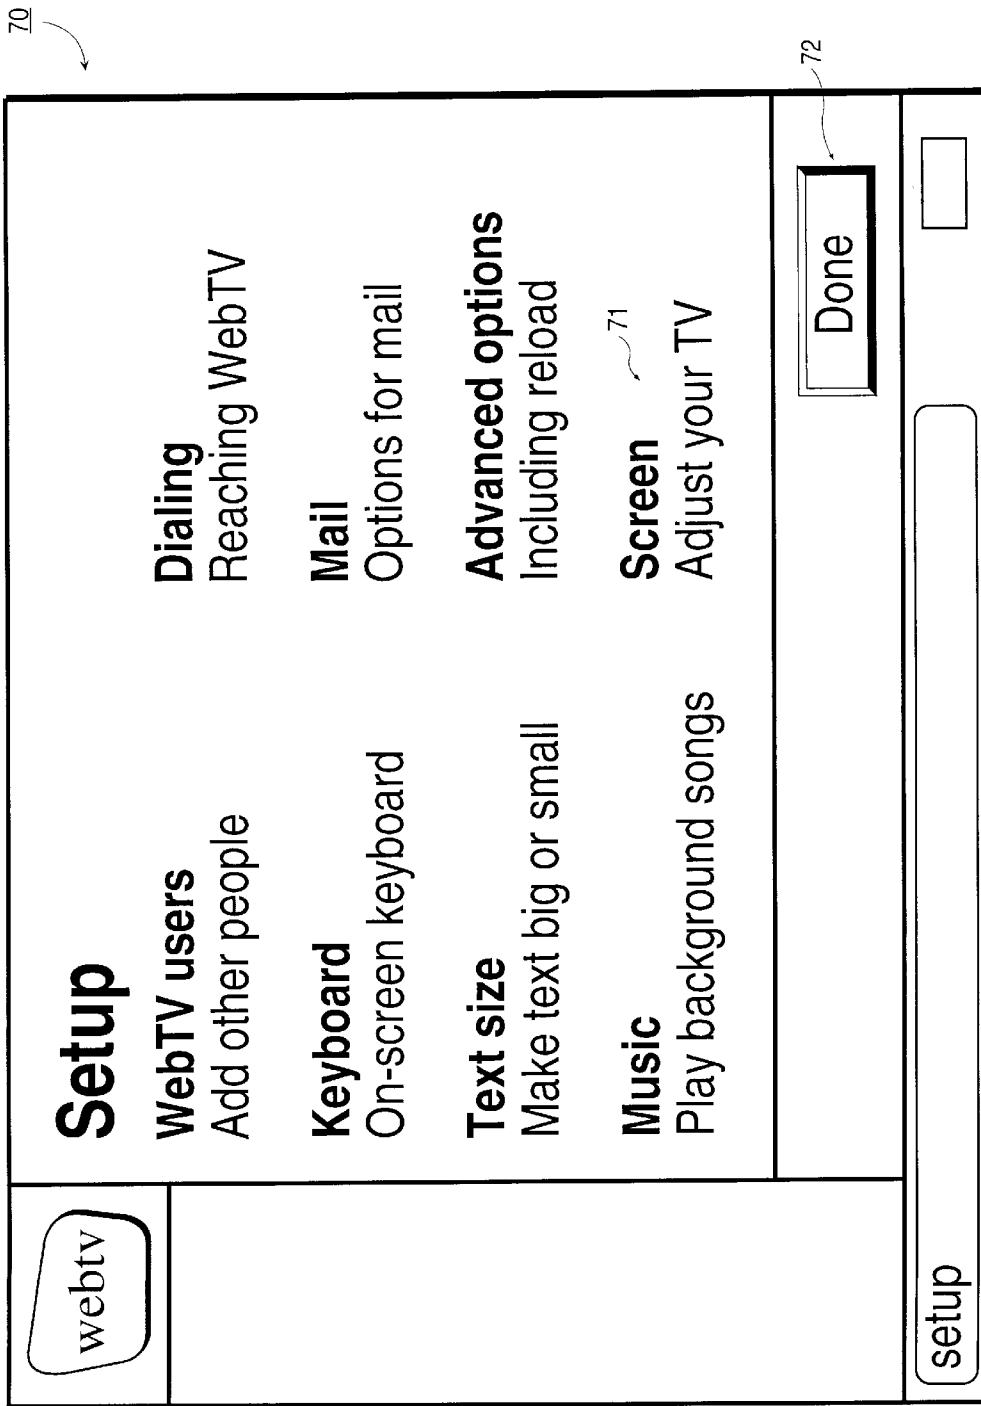 70
webtv
Setup
WebTV users
Add other people
Dialing
Reaching WebTV
Keyboard
On-screen keyboard
Mail
Options for mail
Text size
Make text big or small
Advanced options
Including reload
Music
Play background songs
Screen
Adjust your TV
71
Done
72
setup